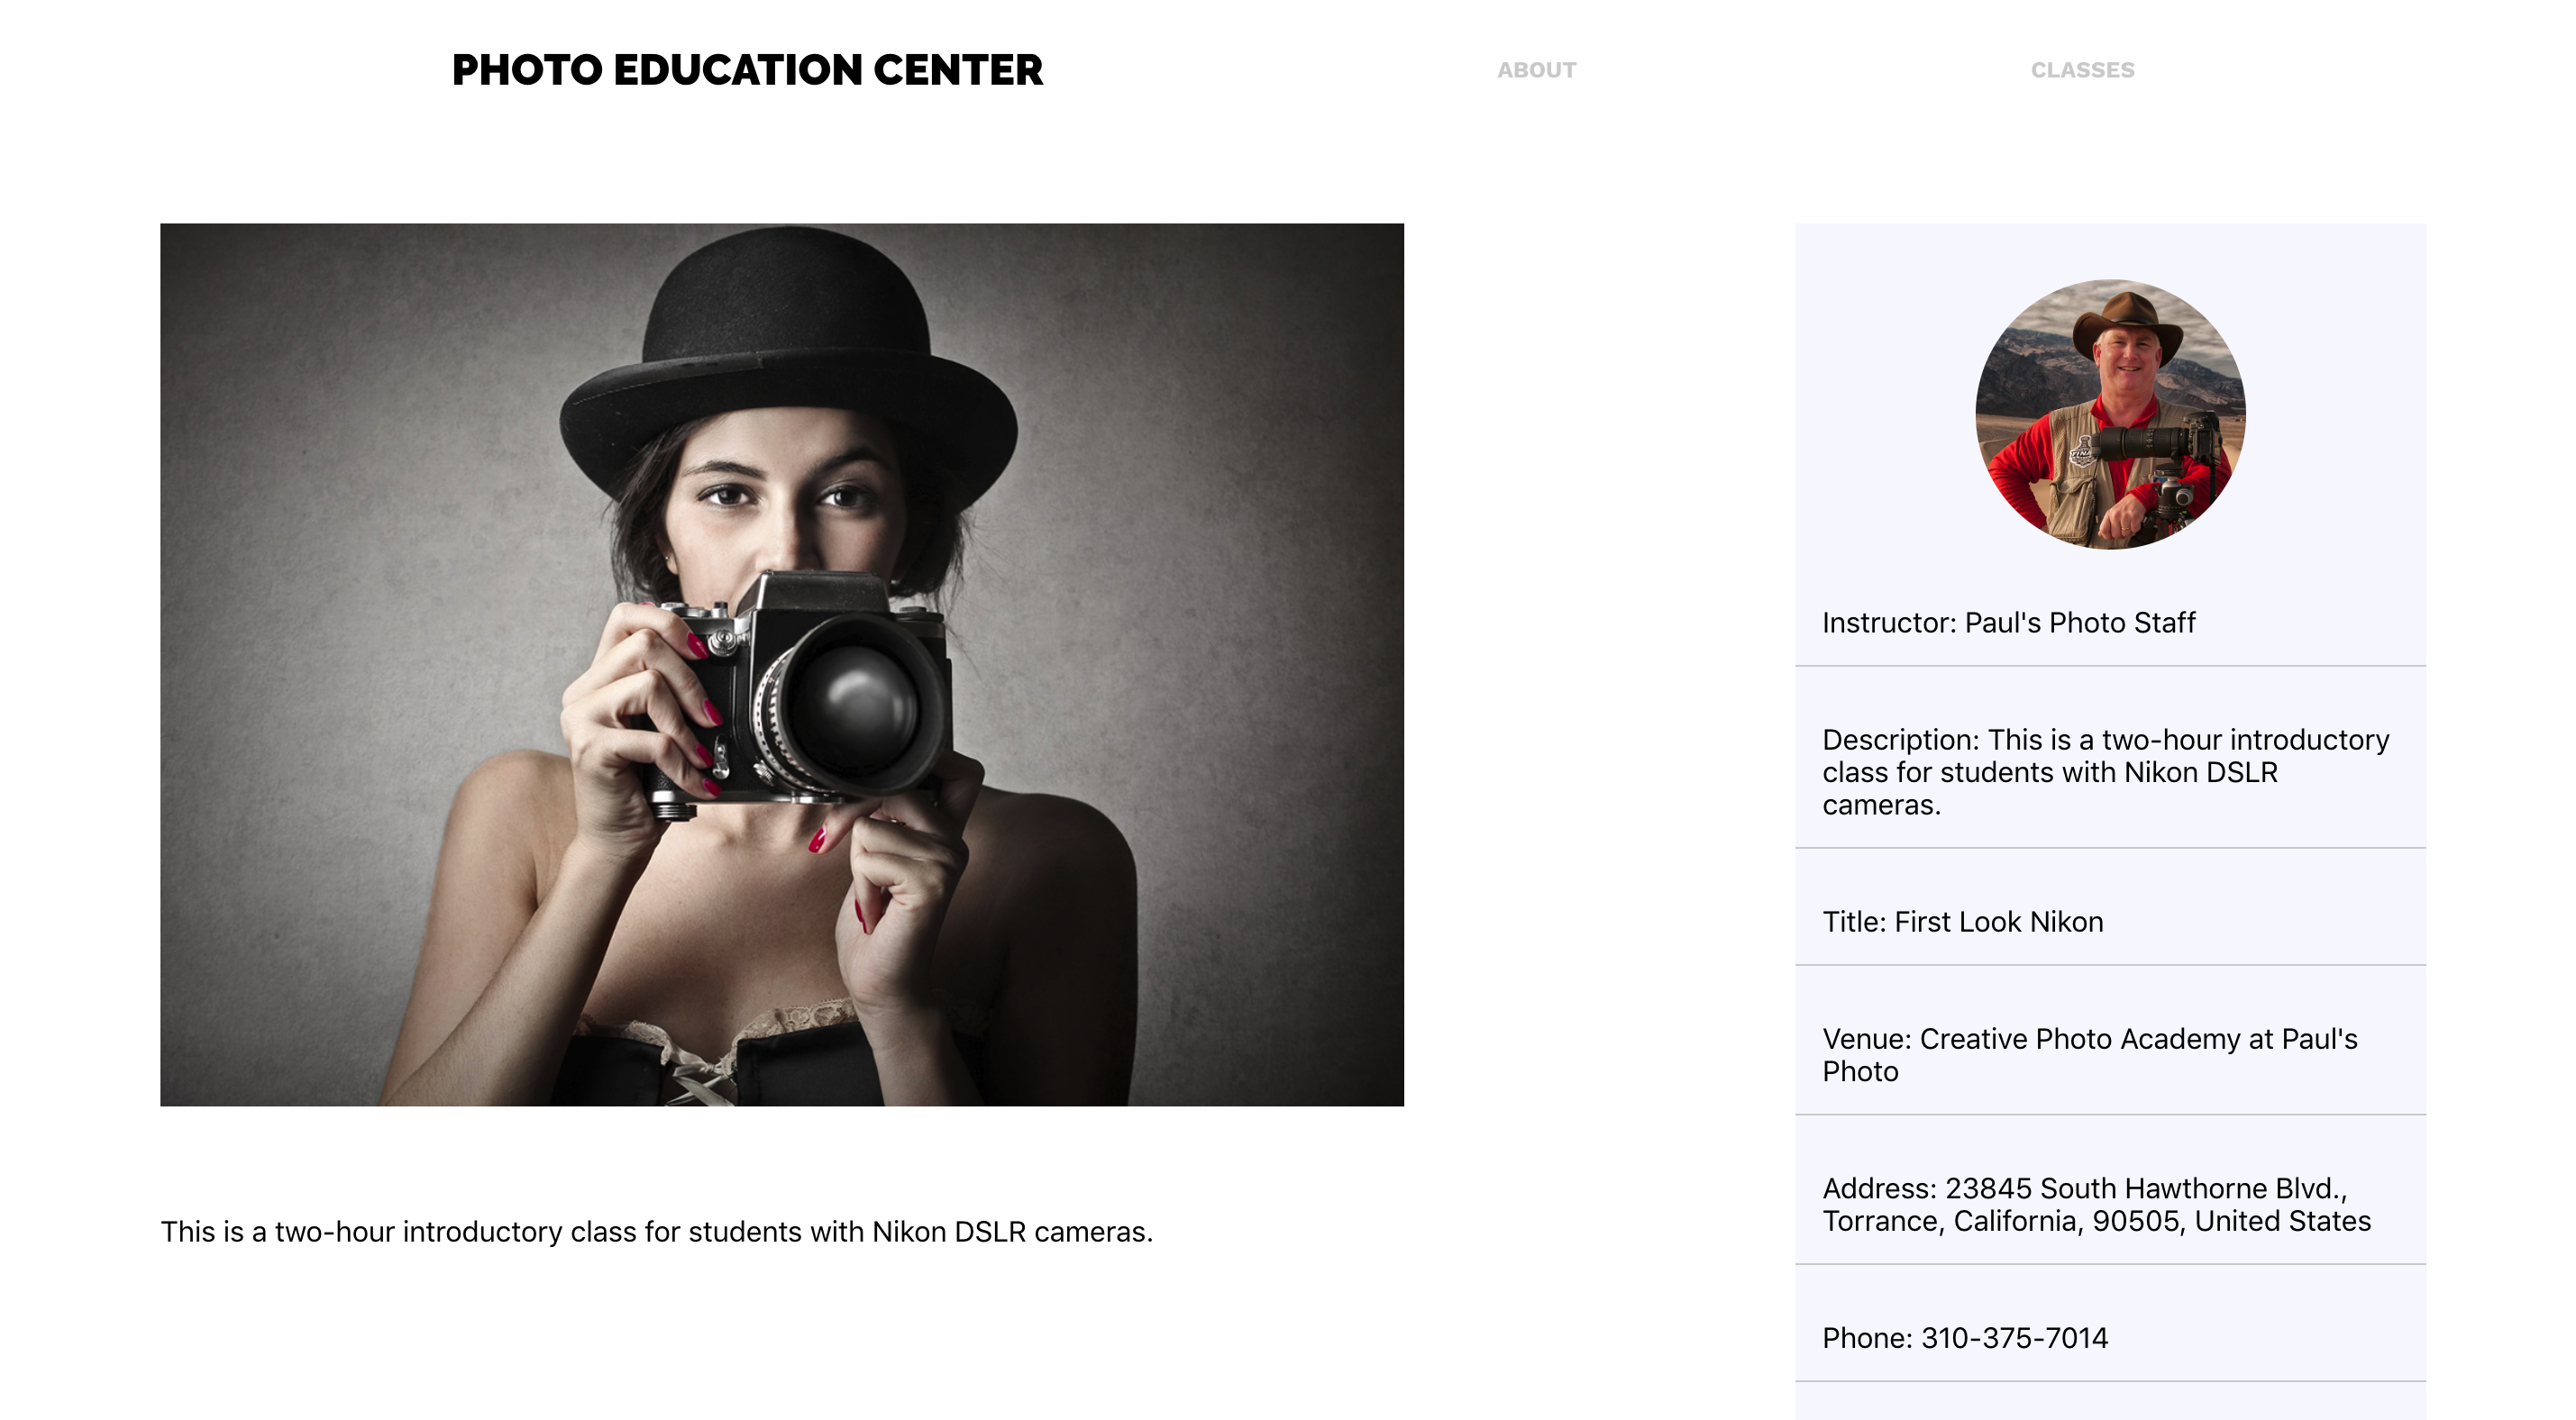 PHOTO EDUCATION CENTER
ABOUT
CLASSES
FINA
Instructor: Paul's Photo Staff
Description: This is a two-hour introductory
class for students with Nikon DSLR
cameras.
Title: First Look Nikon
Venue: Creative Photo Academy at Paul's
Photo
Address: 23845 South Hawthorne Blvd.,
Torrance, California, 90505, United States
Phone: 310-375-7014
This is a two-hour introductory class for students with Nikon DSLR cameras.